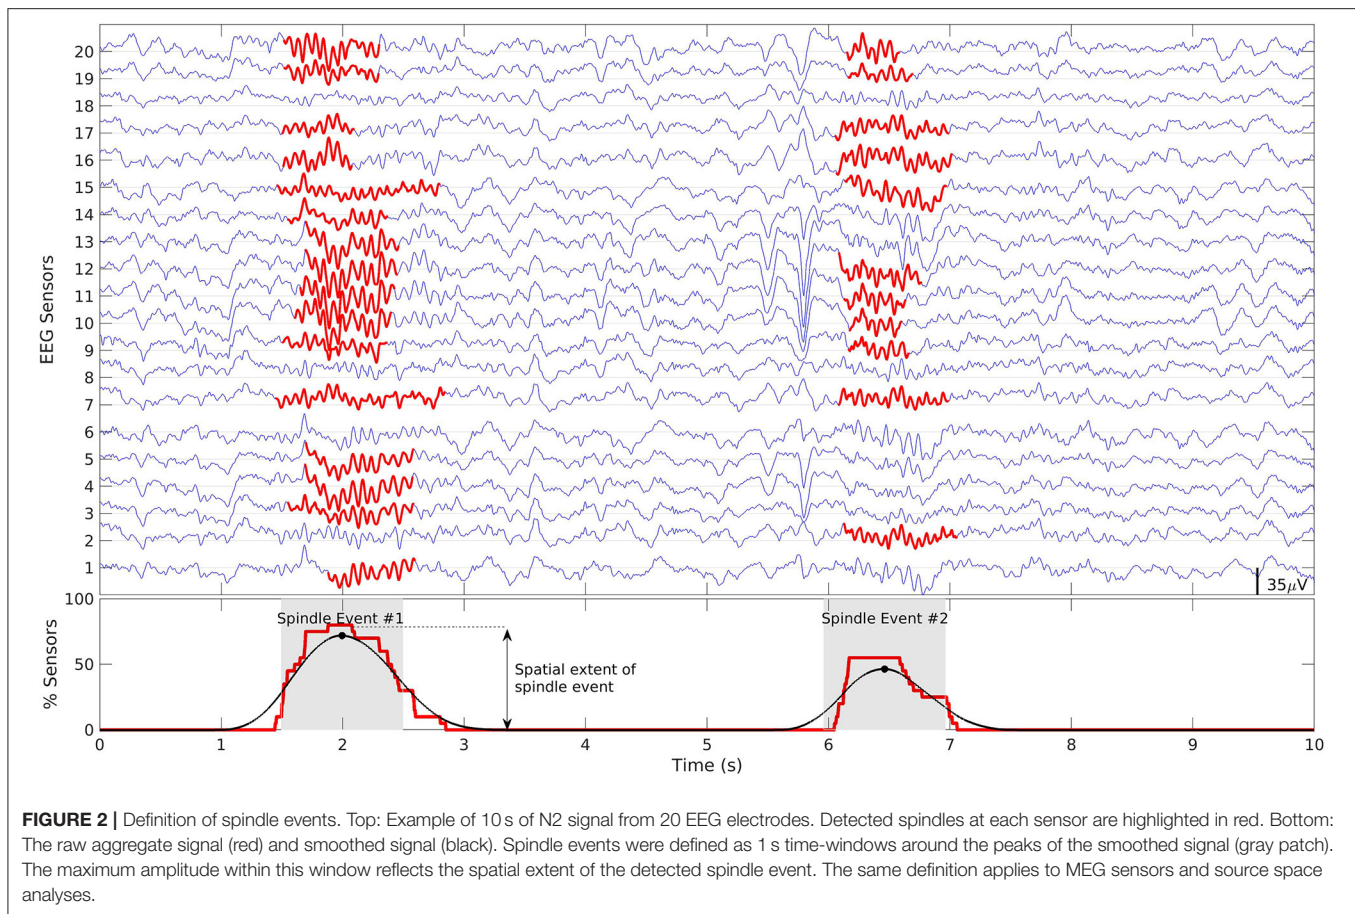 EEG Sensors
20
19
18
17
16
15
14
13
12
11
10
9
8
7
6
5
4
3
2
1
35μV
% Sensors
100
50
0
Spindle Event #1
Spindle Event #2
Spatial extent of
spindle event
0 1 2 3 4 5 6 7 8 9 10
Time (s)
FIGURE 2 | Definition of spindle events. Top: Example of 10 s of N2 signal from 20 EEG electrodes. Detected spindles at each sensor are highlighted in red. Bottom:
The raw aggregate signal (red) and smoothed signal (black). Spindle events were defined as 1 s time-windows around the peaks of the smoothed signal (gray patch).
The maximum amplitude within this window reflects the spatial extent of the detected spindle event. The same definition applies to MEG sensors and source space
analyses.